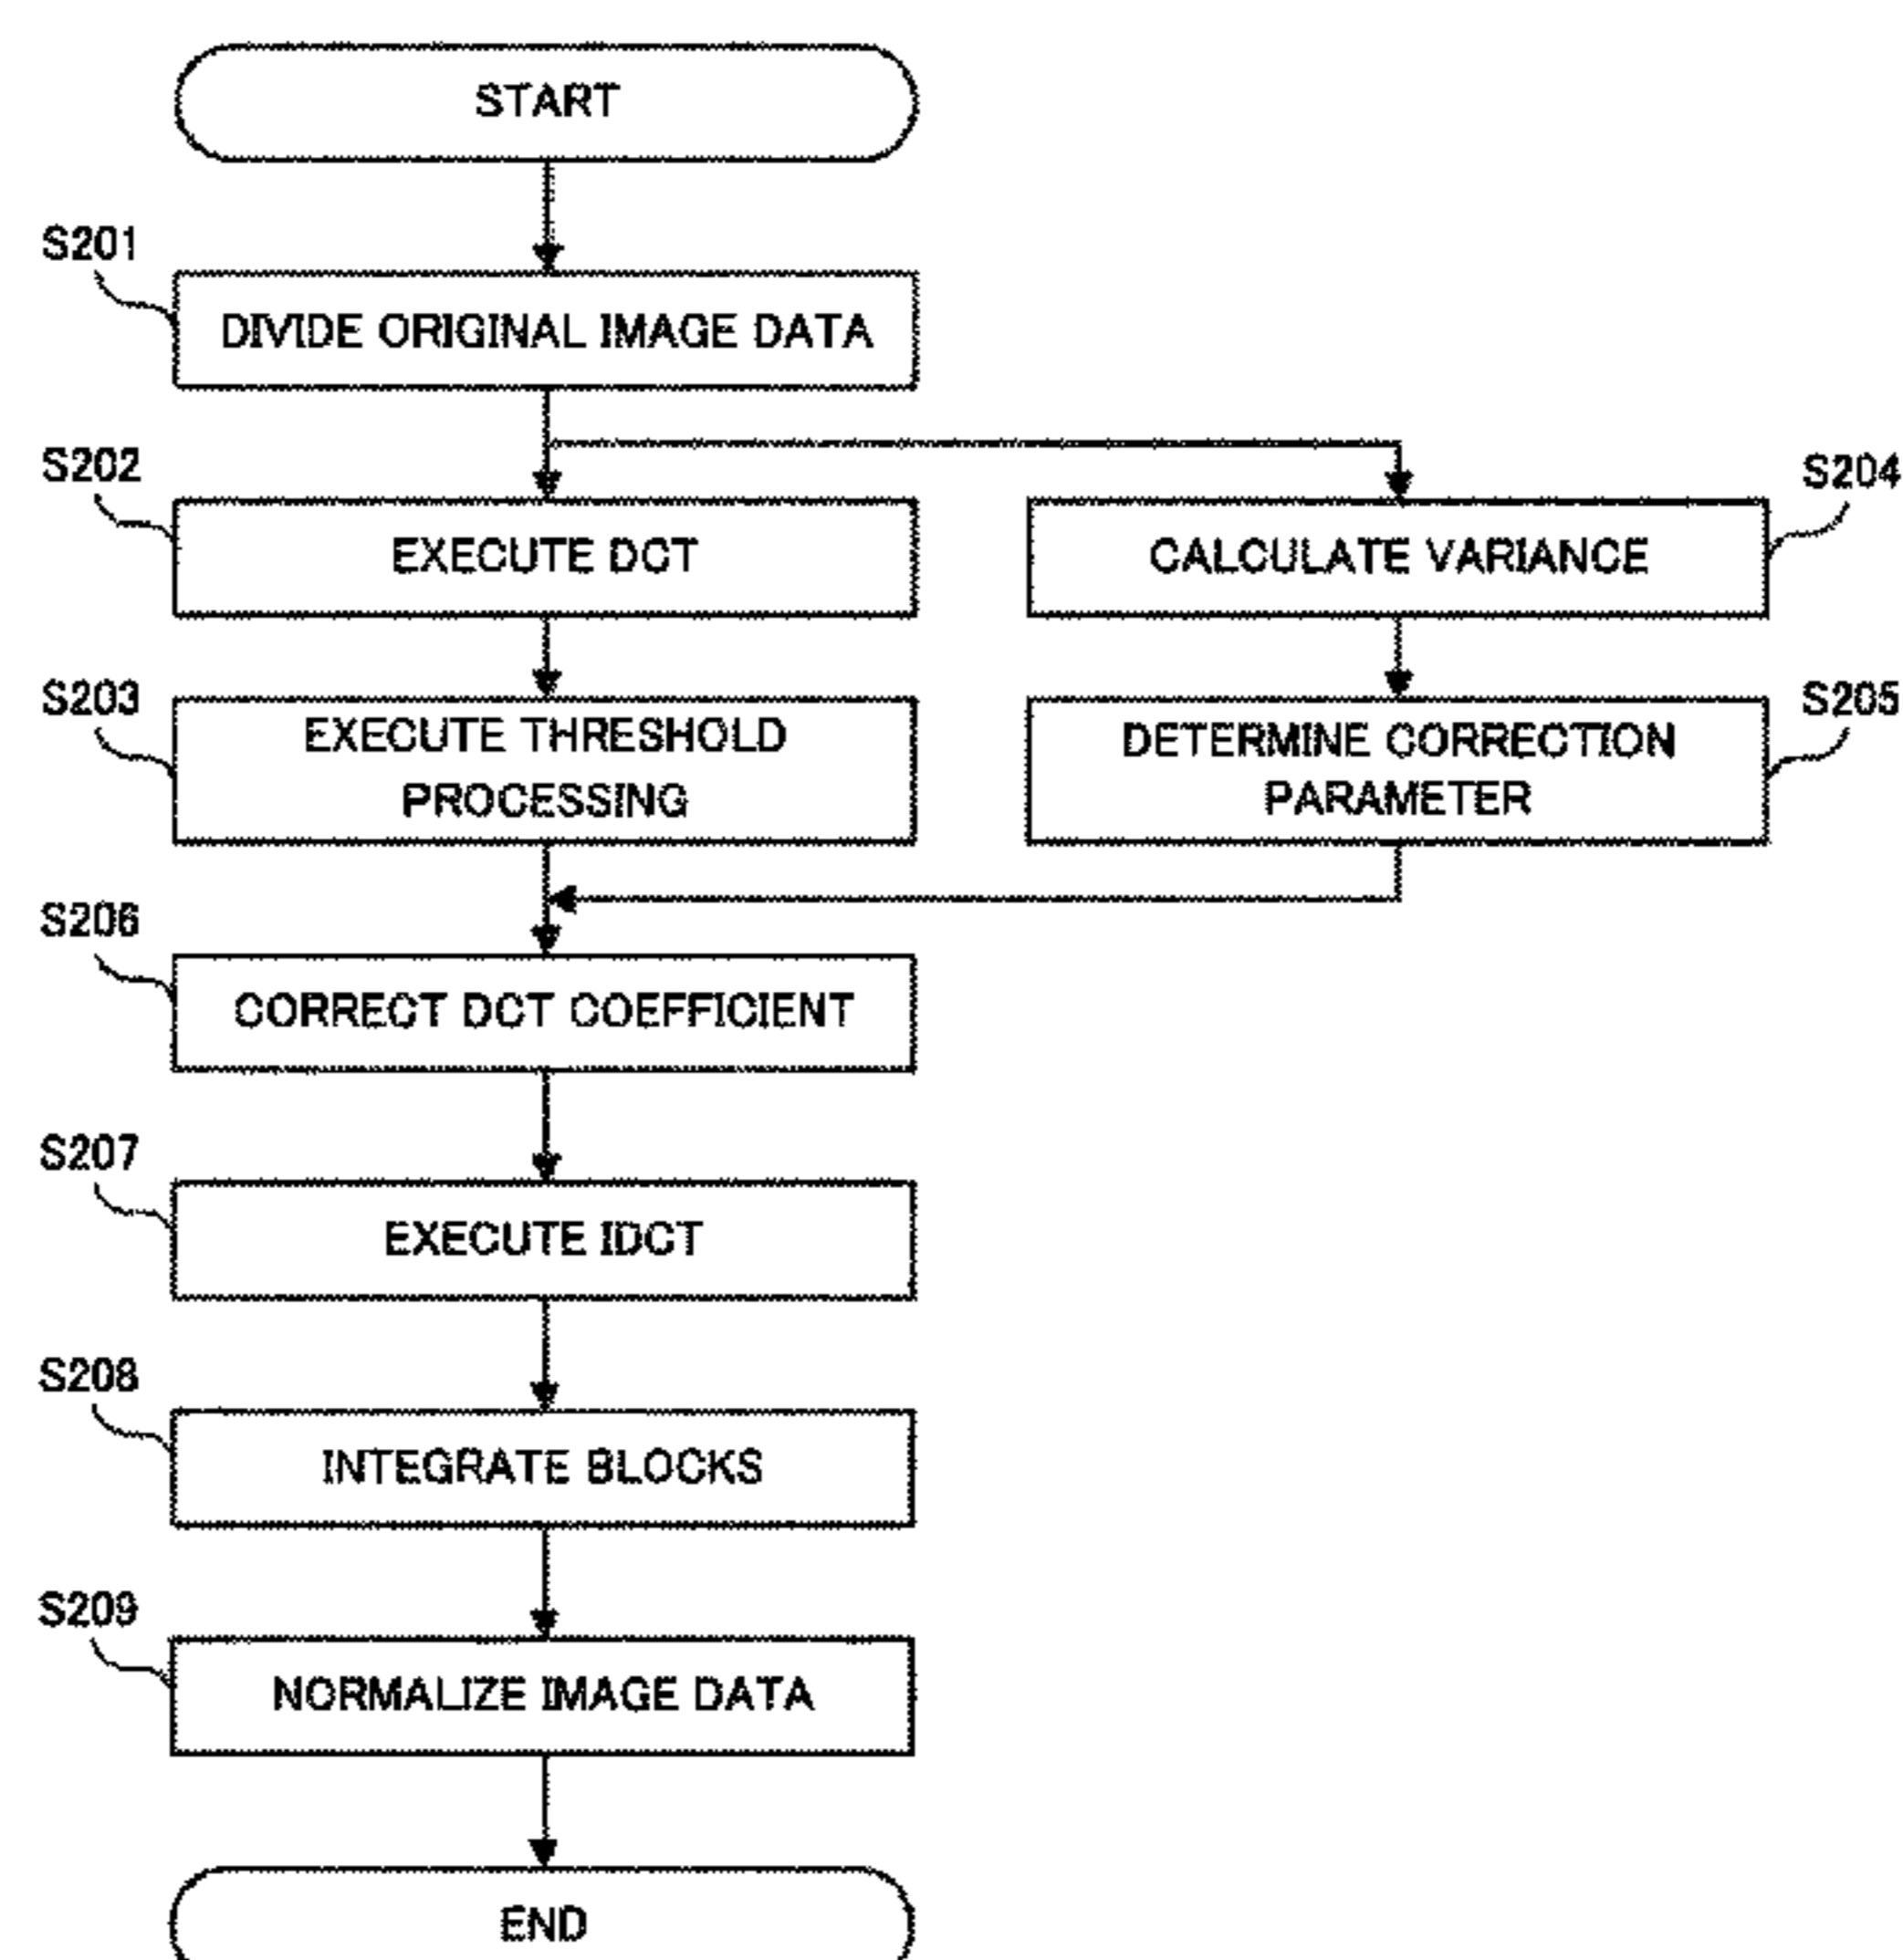 START
S201
DIVIDE ORIGINAL IMAGE DATA
S202
EXECUTE DCT
S204
CALCULATE VARIANCE
S203
EXECUTE THRESHOLD
PROCESSING
S205
DETERMINE CORRECTION
PARAMETER
S206
CORRECT DCT COEFFICIENT
S207
EXECUTE IDCT
S208
INTEGRATE BLOCKS
S209
NORMALIZE IMAGE DATA
END